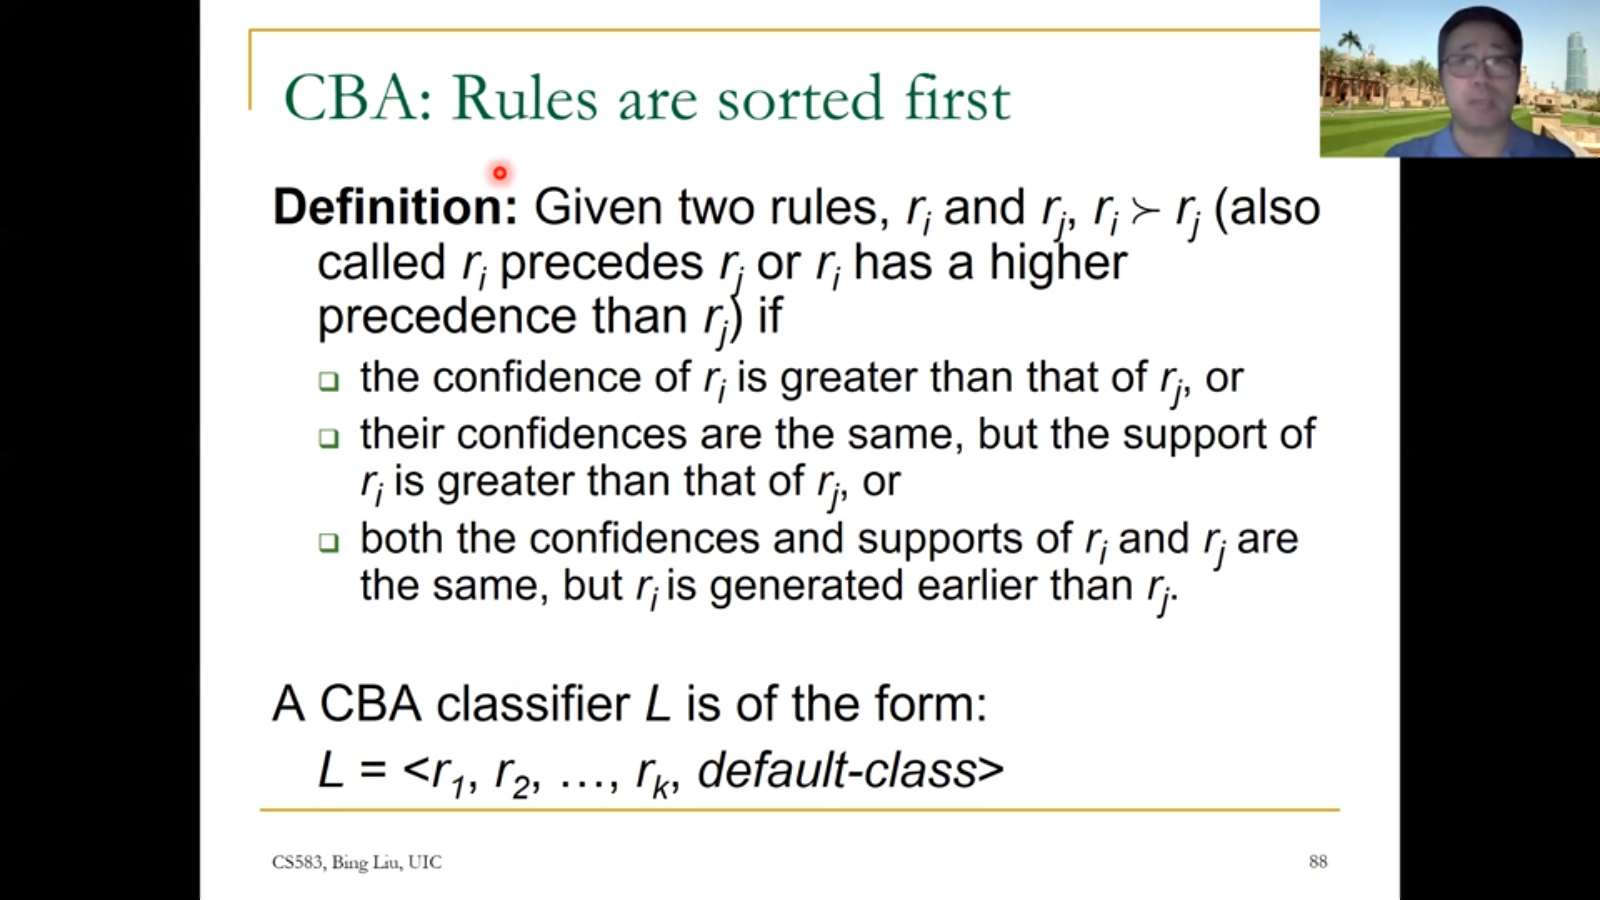 CBA: Rules are sorted first
Definition: Given two rules, ri and rj, ri ≻ rj (also
called ri precedes rj or ri has a higher
precedence than rj) if
❑ the confidence of ri is greater than that of rj, or
❑ their confidences are the same, but the support of
ri is greater than that of rj, or
❑ both the confidences and supports of ri and rj are
the same, but ri is generated earlier than rj.
A CBA classifier L is of the form:
L = <r1, r2, …, rk, default-class>
CS583, Bing Liu, UIC
88